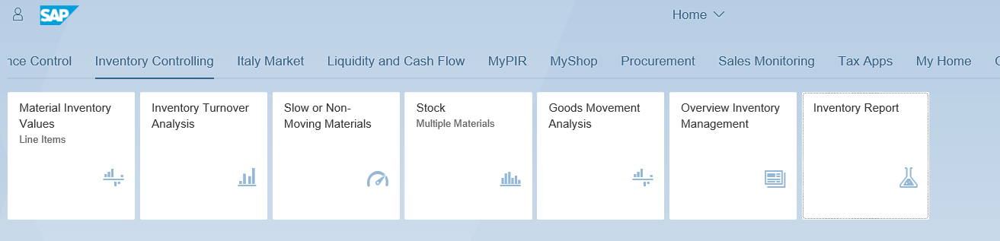 SAP
Home
nce Control Inventory Controlling Italy Market Liquidity and Cash Flow MyPIR MyShop Procurement Sales Monitoring Tax Apps My Home
Material Inventory
Values
Line Items
Inventory Turnover
Analysis
Slow or Non-
Moving Materials
Stock
Multiple Materials
Goods Movement
Analysis
Overview Inventory
Management
Inventory Report